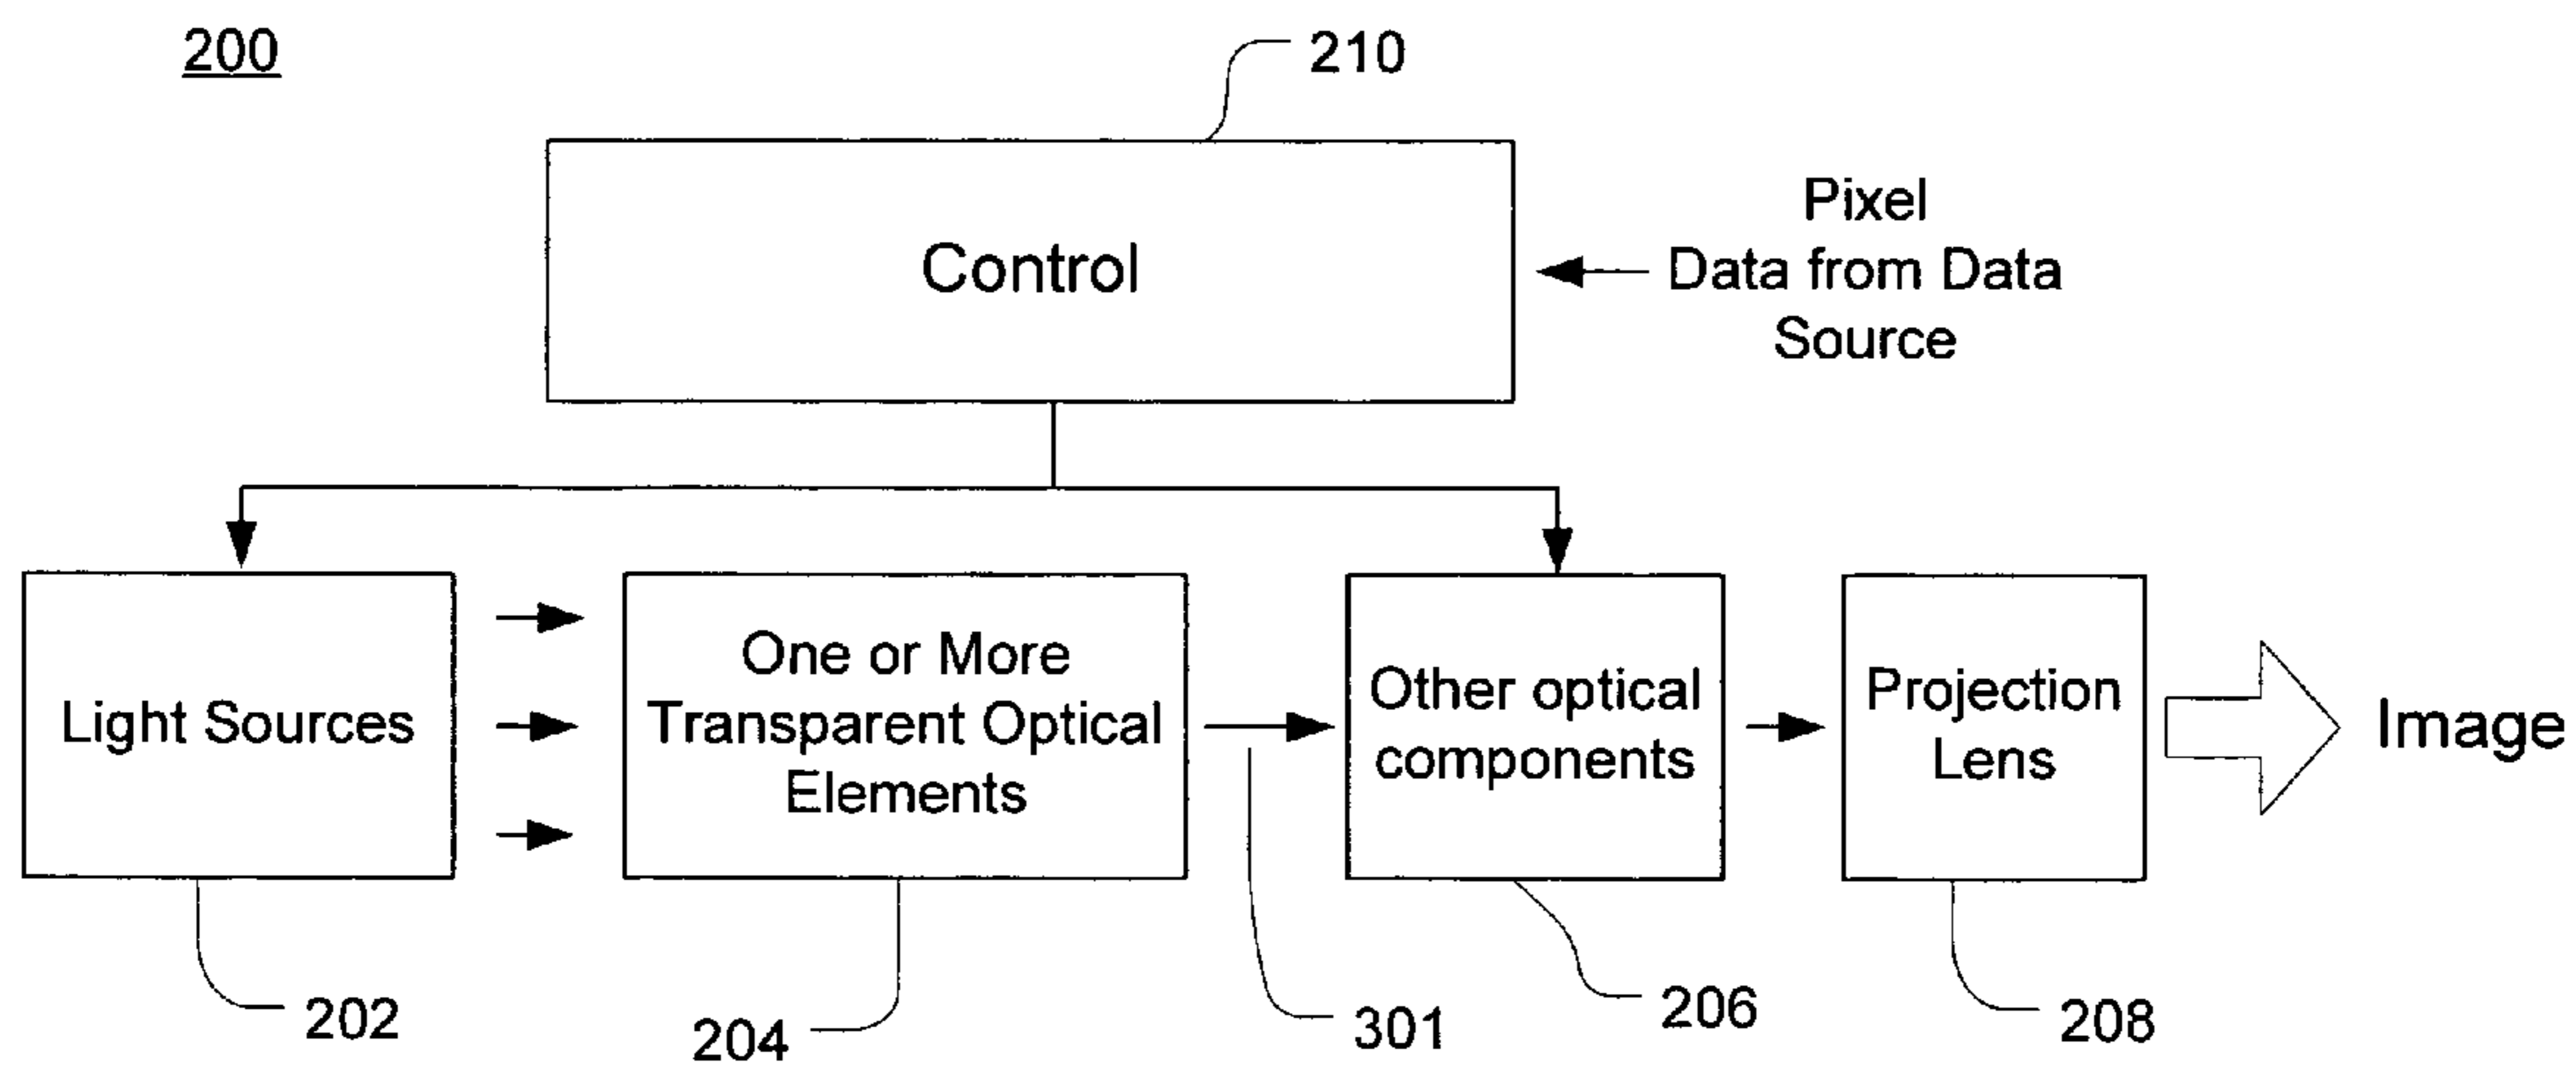 200
210
Control
Pixel
Data from Data
Source
Light Sources
One or More
Transparent Optical
Elements
Other optical
components
Projection
Lens
Image
202
204
301
206
208